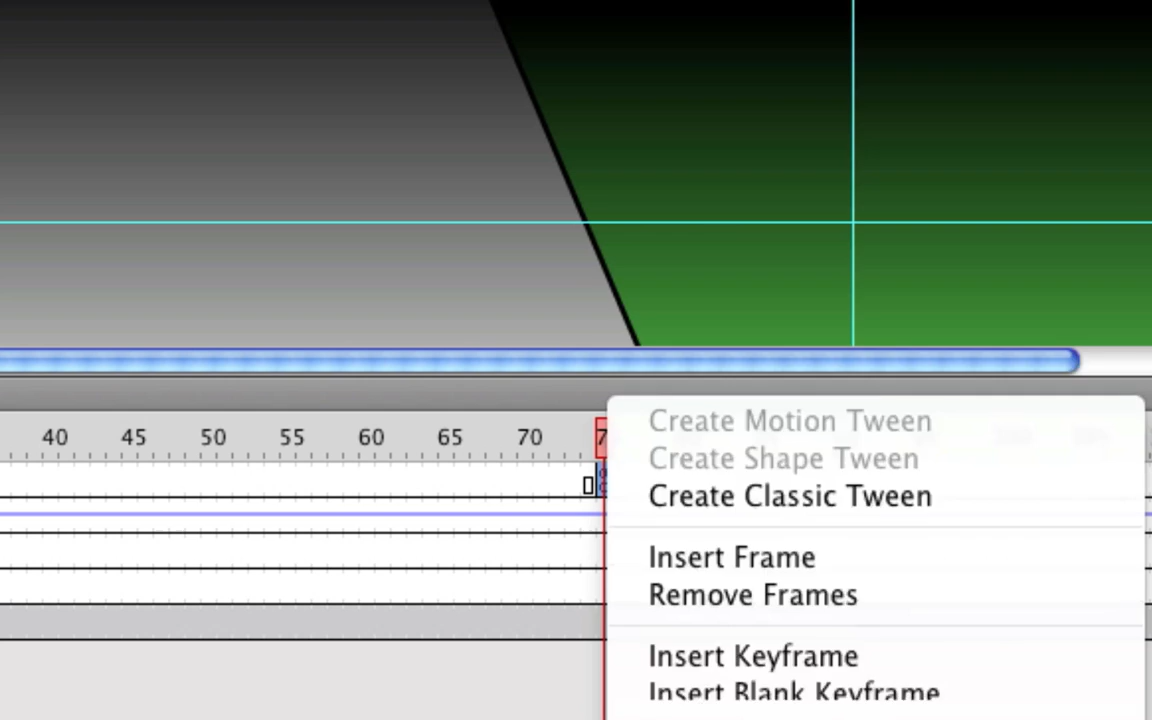 40 45 50 55 60 65 70 7
Create Motion Tween
Create Shape Tween
Create Classic Tween
Insert Frame
Remove Frames
Insert Keyframe
Insert Blank Keyframe